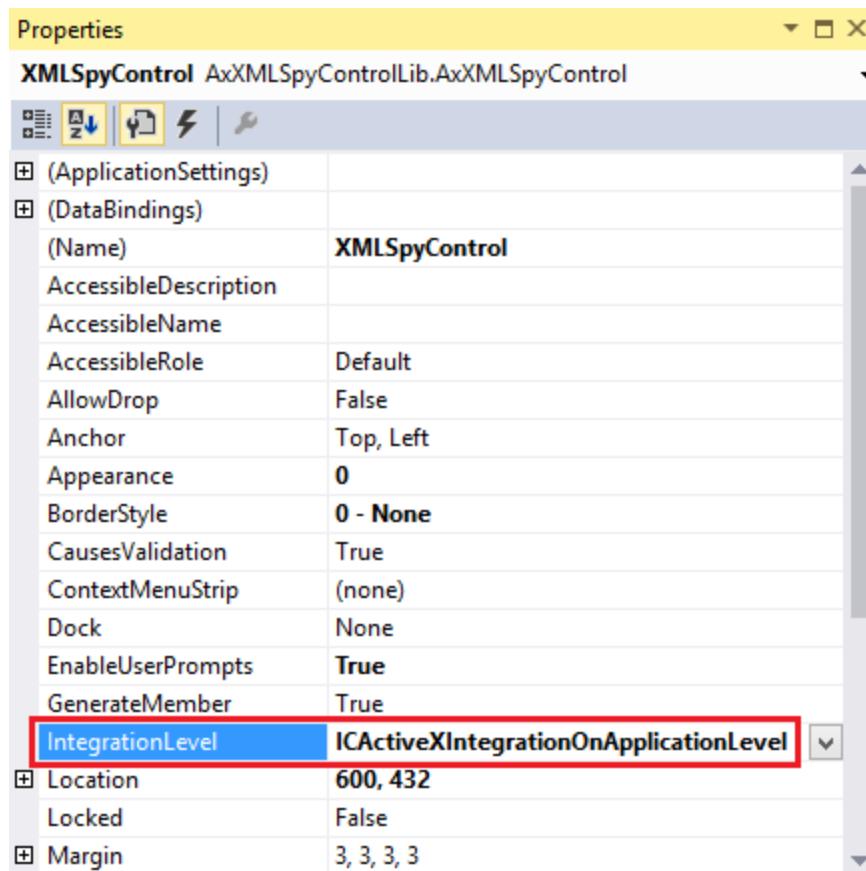 Properties
XMLSpyControl AxXMLSpyControlLib.AxXMLSpyControl
(ApplicationSettings)
(DataBindings)
(Name) XMLSpyControl
AccessibleDescription
AccessibleName
AccessibleRole Default
AllowDrop False
Anchor Top, Left
Appearance 0
BorderStyle 0 - None
CausesValidation True
ContextMenuStrip (none)
Dock None
EnableUserPrompts True
GenerateMember True
IntegrationLevel ICActiveXIntegrationOnApplicationLevel
Location 600, 432
Locked False
Margin 3, 3, 3, 3